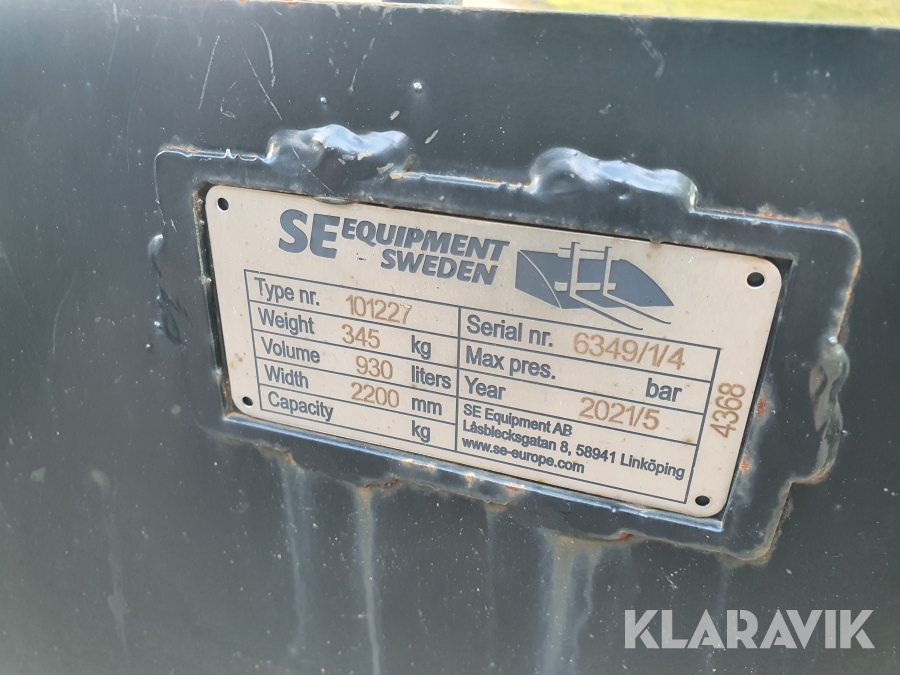 SE EQUIPMENT
SWEDEN
Type nr. 101227
Weight 345 kg
Volume 930 liters
Width 2200 mm
Capacity kg
Serial nr. 6349/1/4
Max pres. bar
Year 2021/5
SE Equipment AB
Låsblecksgatan 8, 58941 Linköping
www.se-europe.com
4368
KLARAVIK